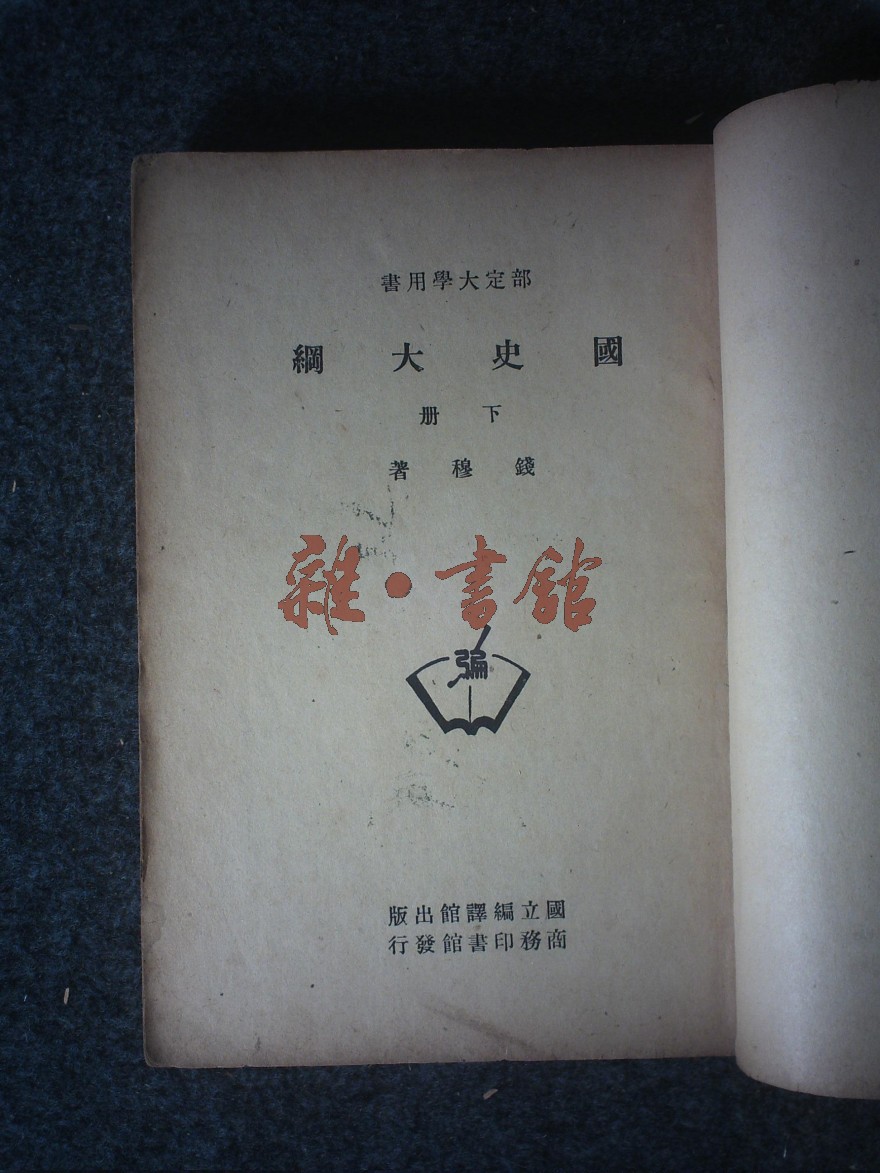 部定大學用書
國史大綱
下册
錢穆著
雜·書館
編
國立編譯館出版
商務印書館發行